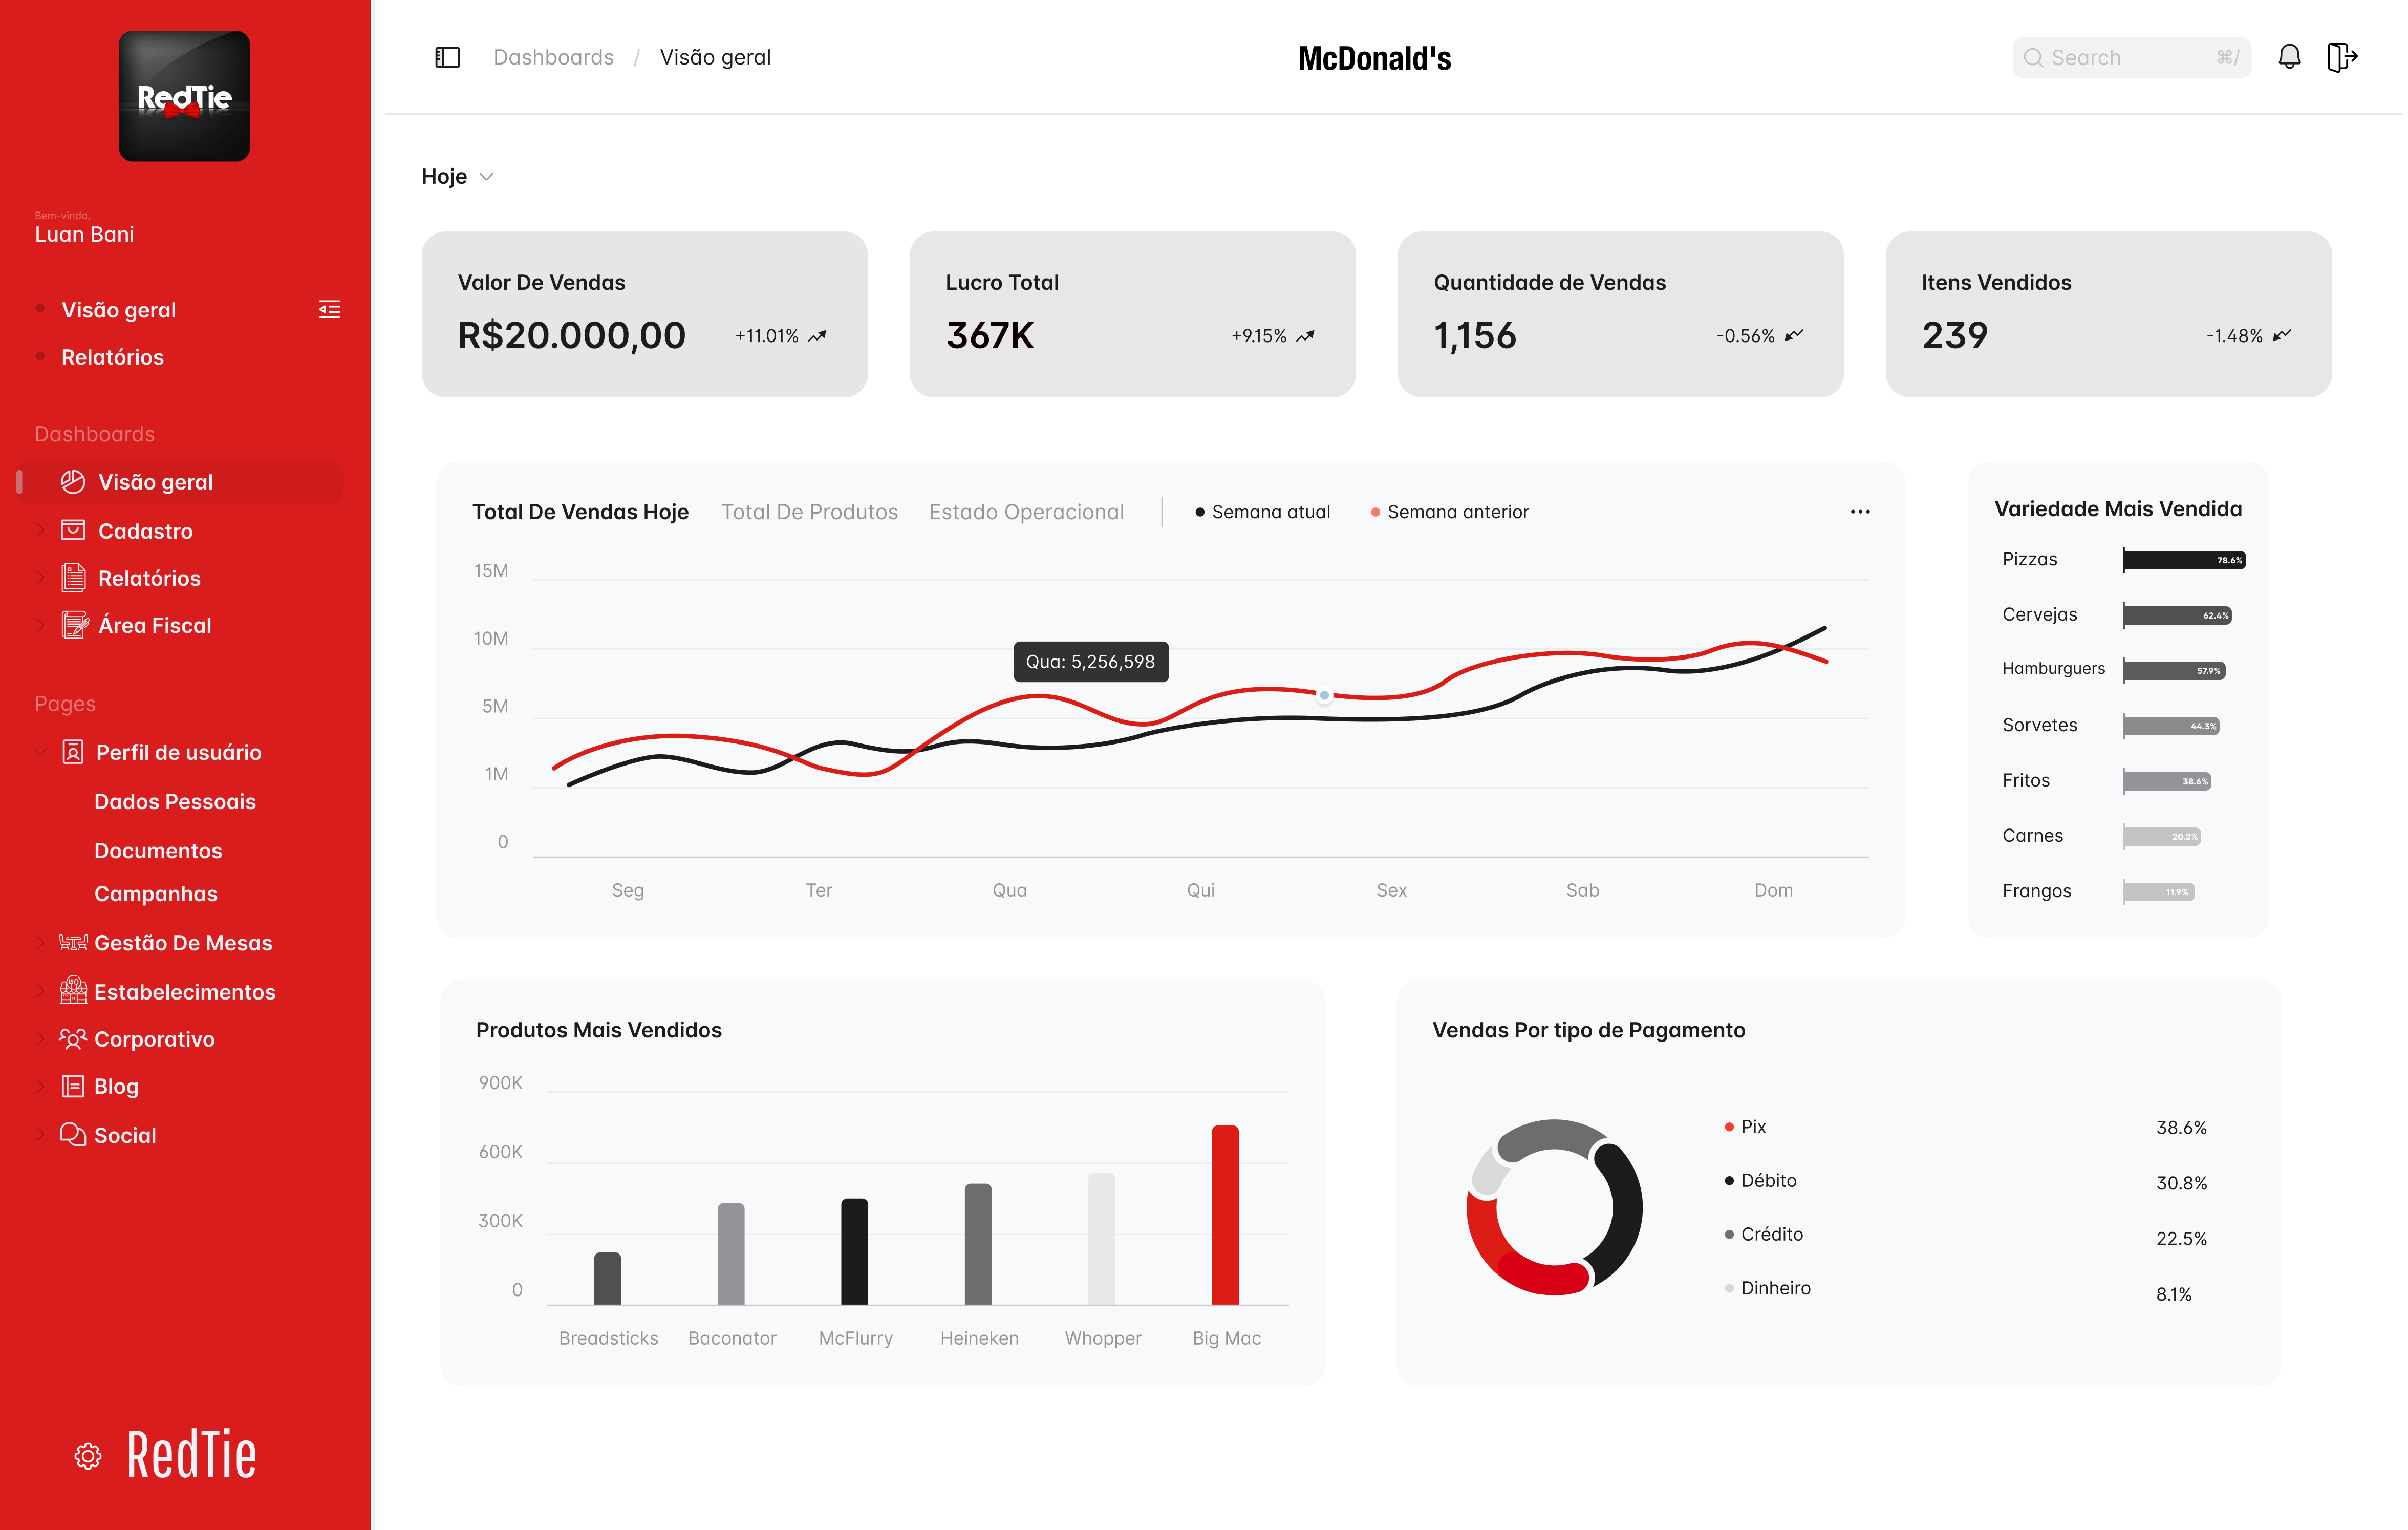 RedTie
Bem-vindo,
Luan Bani
Visão geral
Relatórios
Dashboards
Visão geral
Cadastro
Relatórios
Área Fiscal
Pages
Perfil de usuário
Dados Pessoais
Documentos
Campanhas
Gestão De Mesas
Estabelecimentos
Corporativo
Blog
Social
RedTie
Dashboards / Visão geral
McDonald's
Search ⌘/
Hoje
Valor De Vendas
R$20.000,00 +11.01%
Lucro Total
367K +9.15%
Quantidade de Vendas
1,156 -0.56%
Itens Vendidos
239 -1.48%
Total De Vendas Hoje Total De Produtos Estado Operacional Semana atual Semana anterior
15M
10M
5M
1M
0
Qua: 5,256,598
Seg Ter Qua Qui Sex Sab Dom
Variedade Mais Vendida
Pizzas 78.6%
Cervejas 62.4%
Hamburguers 57.9%
Sorvetes 44.3%
Fritos 38.6%
Carnes 20.2%
Frangos 11.9%
Produtos Mais Vendidos
900K
600K
300K
0
Breadsticks Baconator McFlurry Heineken Whopper Big Mac
Vendas Por tipo de Pagamento
Pix 38.6%
Débito 30.8%
Crédito 22.5%
Dinheiro 8.1%